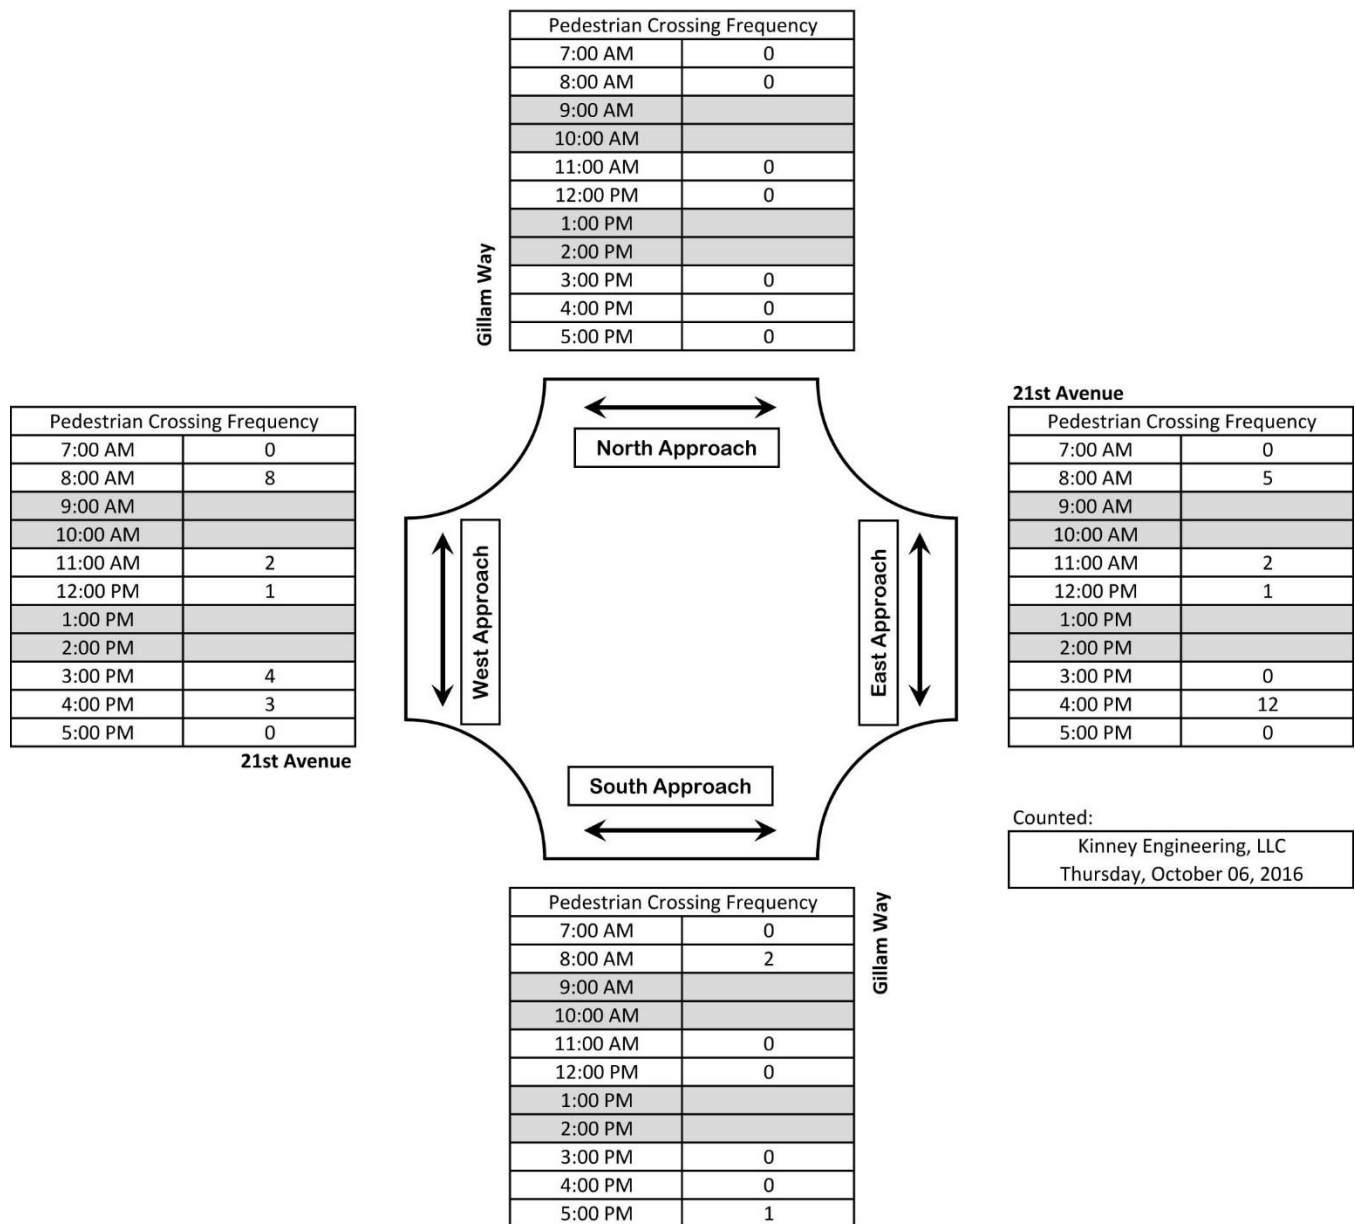 Pedestrian Crossing Frequency
7:00 AM 0
8:00 AM 0
9:00 AM
10:00 AM
11:00 AM 0
12:00 PM 0
1:00 PM
2:00 PM
3:00 PM 0
4:00 PM 0
5:00 PM 0
Gillam Way
Pedestrian Crossing Frequency
7:00 AM 0
8:00 AM 8
9:00 AM
10:00 AM
11:00 AM 2
12:00 PM 1
1:00 PM
2:00 PM
3:00 PM 4
4:00 PM 3
5:00 PM 0
21st Avenue
North Approach
West Approach
East Approach
South Approach
21st Avenue
Pedestrian Crossing Frequency
7:00 AM 0
8:00 AM 5
9:00 AM
10:00 AM
11:00 AM 2
12:00 PM 1
1:00 PM
2:00 PM
3:00 PM 0
4:00 PM 12
5:00 PM 0
Counted:
Kinney Engineering, LLC
Thursday, October 06, 2016
Pedestrian Crossing Frequency
7:00 AM 0
8:00 AM 2
9:00 AM
10:00 AM
11:00 AM 0
12:00 PM 0
1:00 PM
2:00 PM
3:00 PM 0
4:00 PM 0
5:00 PM 1
Gillam Way